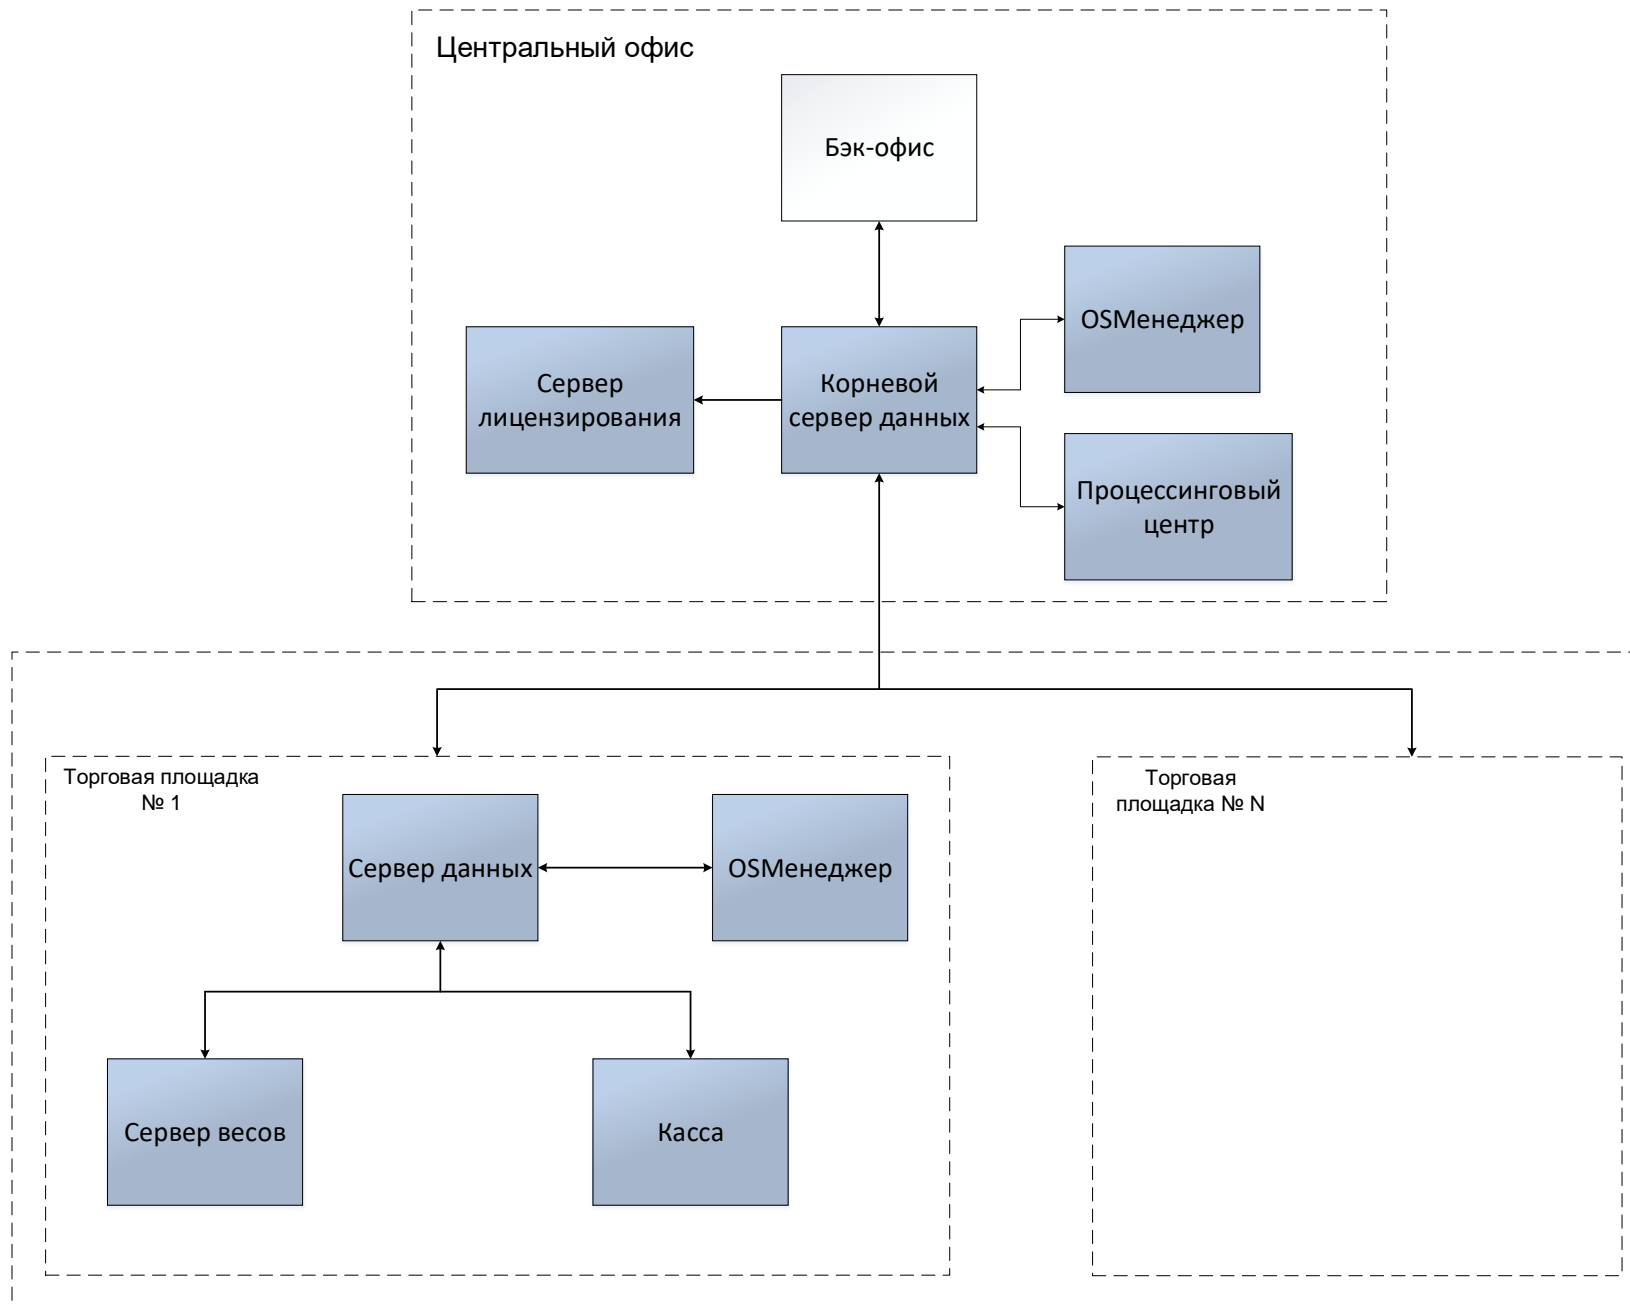 Центральный офис
Бэк-офис
OSМенеджер
Сервер
лицензирования
Корневой
сервер данных
Процессинговый
центр
Торговая площадка
№ 1
Сервер данных
OSМенеджер
Торговая
площадка № N
Сервер весов
Касса